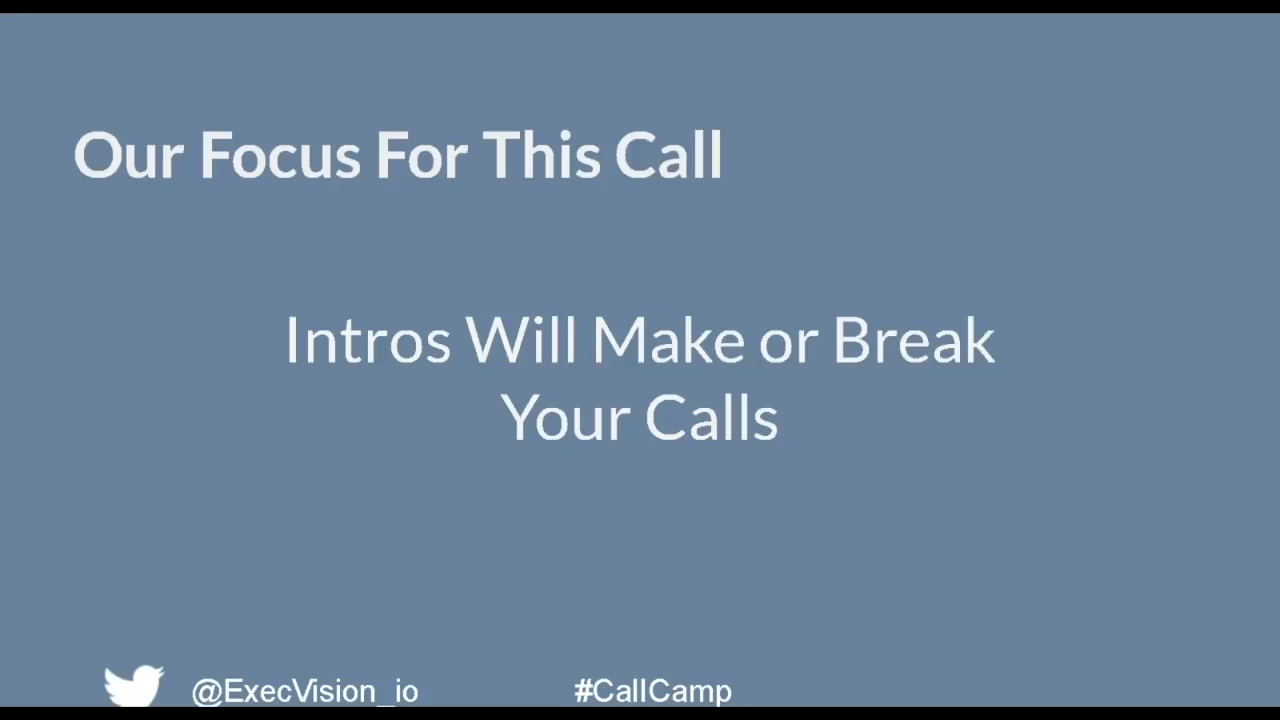 Our Focus For This Call
Intros Will Make or Break
Your Calls
@ExecVision_io #CallCamp